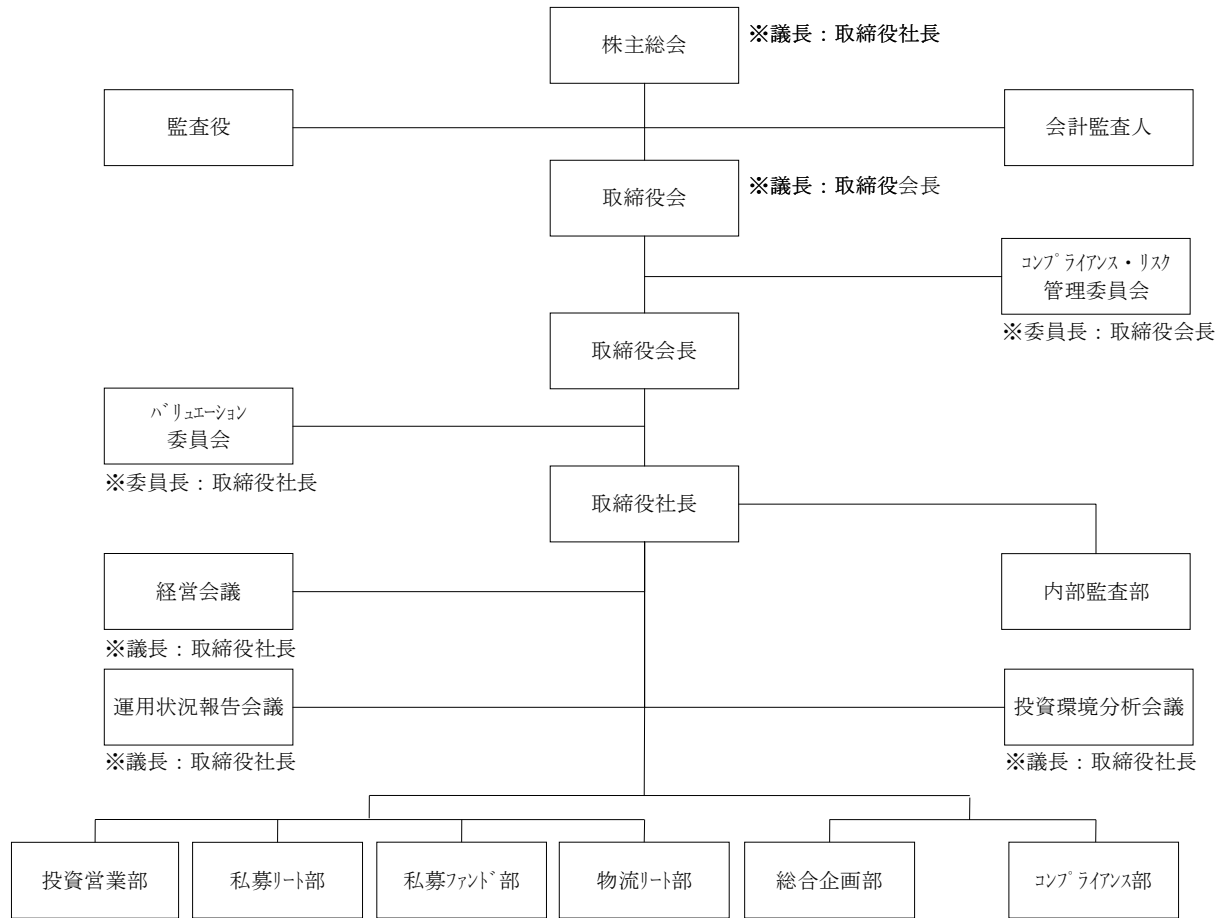 株主総会
※議長：取締役社長
監査役
会計監査人
取締役会
※議長：取締役会長
ｺﾝﾌﾟﾗｲｱﾝｽ・ﾘｽｸ
管理委員会
※委員長：取締役会長
取締役会長
ﾊﾞﾘｭｴｰｼｮﾝ
委員会
※委員長：取締役社長
取締役社長
経営会議
※議長：取締役社長
内部監査部
運用状況報告会議
※議長：取締役社長
投資環境分析会議
※議長：取締役社長
投資営業部
私募ﾘｰﾄ部
私募ﾌｧﾝﾄﾞ部
物流ﾘｰﾄ部
総合企画部
ｺﾝﾌﾟﾗｲｱﾝｽ部